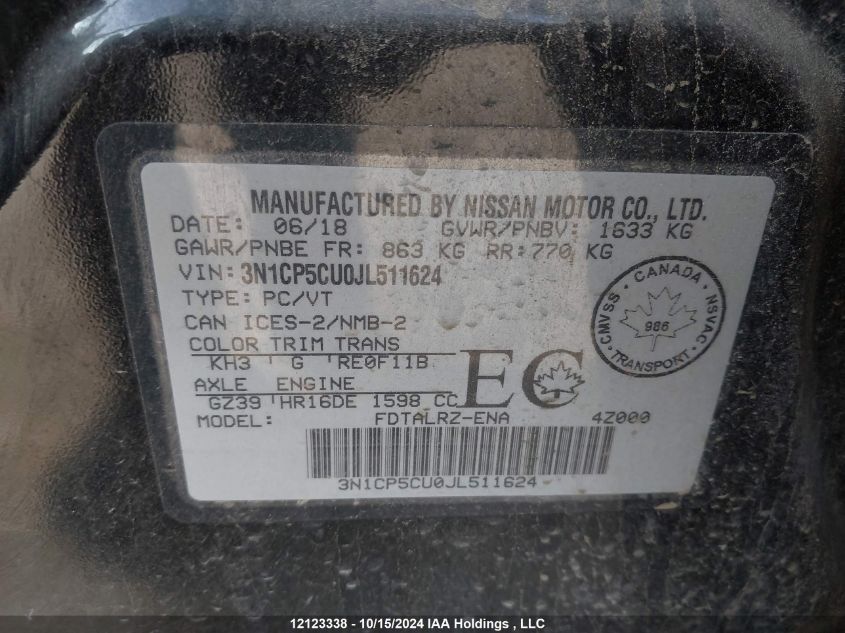 MANUFACTURED BY NISSAN MOTOR CO., LTD.
DATE: 06/18 GVWR/PNBV: 1633 KG
GAWR/PNBE FR: 863 KG RR: 770 KG
VIN: 3N1CP5CU0JL511624
TYPE: PC/VT
CAN ICES-2/NMB-2
COLOR TRIM TRANS
KH3 G RE0F11B
AXLE ENGINE
GZ39 HR16DE 1598 CC
EC
CANADA
CMVSS NSVAC
986
TRANSPORT
MODEL: FDTALRZ-ENA 4Z000
3N1CP5CU0JL511624
12123338 - 10/15/2024 IAA Holdings , LLC